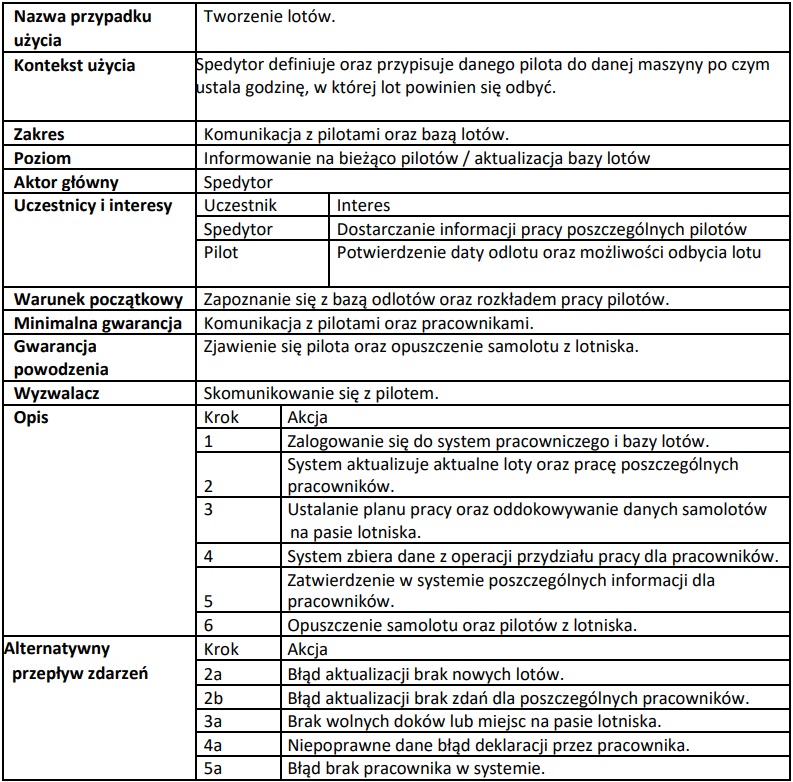 Nazwa przypadku użycia
Tworzenie lotów.
Kontekst użycia
Spedytor definiuje oraz przypisuje danego pilota do danej maszyny po czym
ustala godzinę, w której lot powinien się odbyć.
Zakres
Komunikacja z pilotami oraz bazą lotów.
Poziom
Informowanie na bieżąco pilotów / aktualizacja bazy lotów
Aktor główny
Spedytor
Uczestnicy i interesy
Uczestnik Interes
Spedytor Dostarczanie informacji pracy poszczególnych pilotów
Pilot Potwierdzenie daty odlotu oraz możliwości odbycia lotu
Warunek początkowy
Zapoznanie się z bazą odlotów oraz rozkładem pracy pilotów.
Minimalna gwarancja
Komunikacja z pilotami oraz pracownikami.
Gwarancja
powodzenia
Zjawienie się pilota oraz opuszczenie samolotu z lotniska.
Wyzwalacz
Skomunikowanie się z pilotem.
Opis
Krok Akcja
1 Zalogowanie się do system pracowniczego i bazy lotów.
2 System aktualizuje aktualne loty oraz pracę poszczególnych
pracowników.
3 Ustalanie planu pracy oraz oddokowywanie danych samolotów
na pasie lotniska.
4 System zbiera dane z operacji przydziału pracy dla pracowników.
5 Zatwierdzenie w systemie poszczególnych informacji dla
pracowników.
6 Opuszczenie samolotu oraz pilotów z lotniska.
Alternatywny
przepływ zdarzeń
Krok Akcja
2a Błąd aktualizacji brak nowych lotów.
2b Błąd aktualizacji brak zdań dla poszczególnych pracowników.
3a Brak wolnych doków lub miejsc na pasie lotniska.
4a Niepoprawne dane błąd deklaracji przez pracownika.
5a Błąd brak pracownika w systemie.